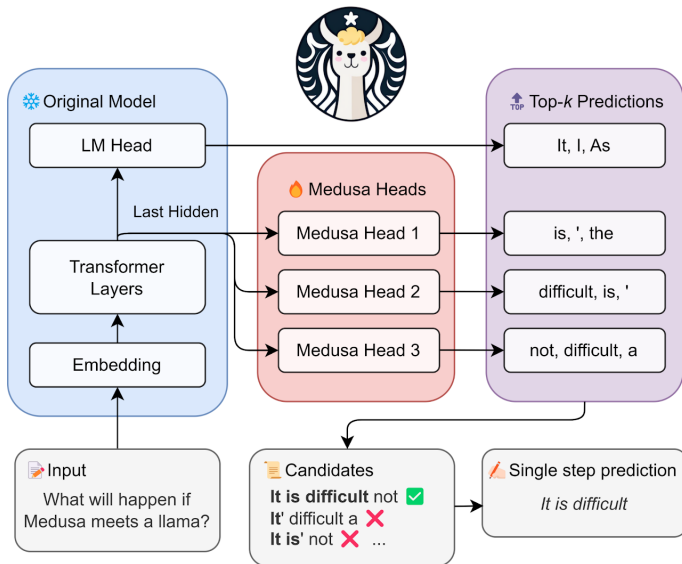 Original Model
LM Head
Last Hidden
Transformer
Layers
Embedding
Medusa Heads
Medusa Head 1
Medusa Head 2
Medusa Head 3
TOP
Top-k Predictions
It, I, As
is, ', the
difficult, is, '
not, difficult, a
Input
What will happen if
Medusa meets a llama?
Candidates
It is difficult not ✅
It' difficult a ❌
It is' not ❌ ...
Single step prediction
It is difficult